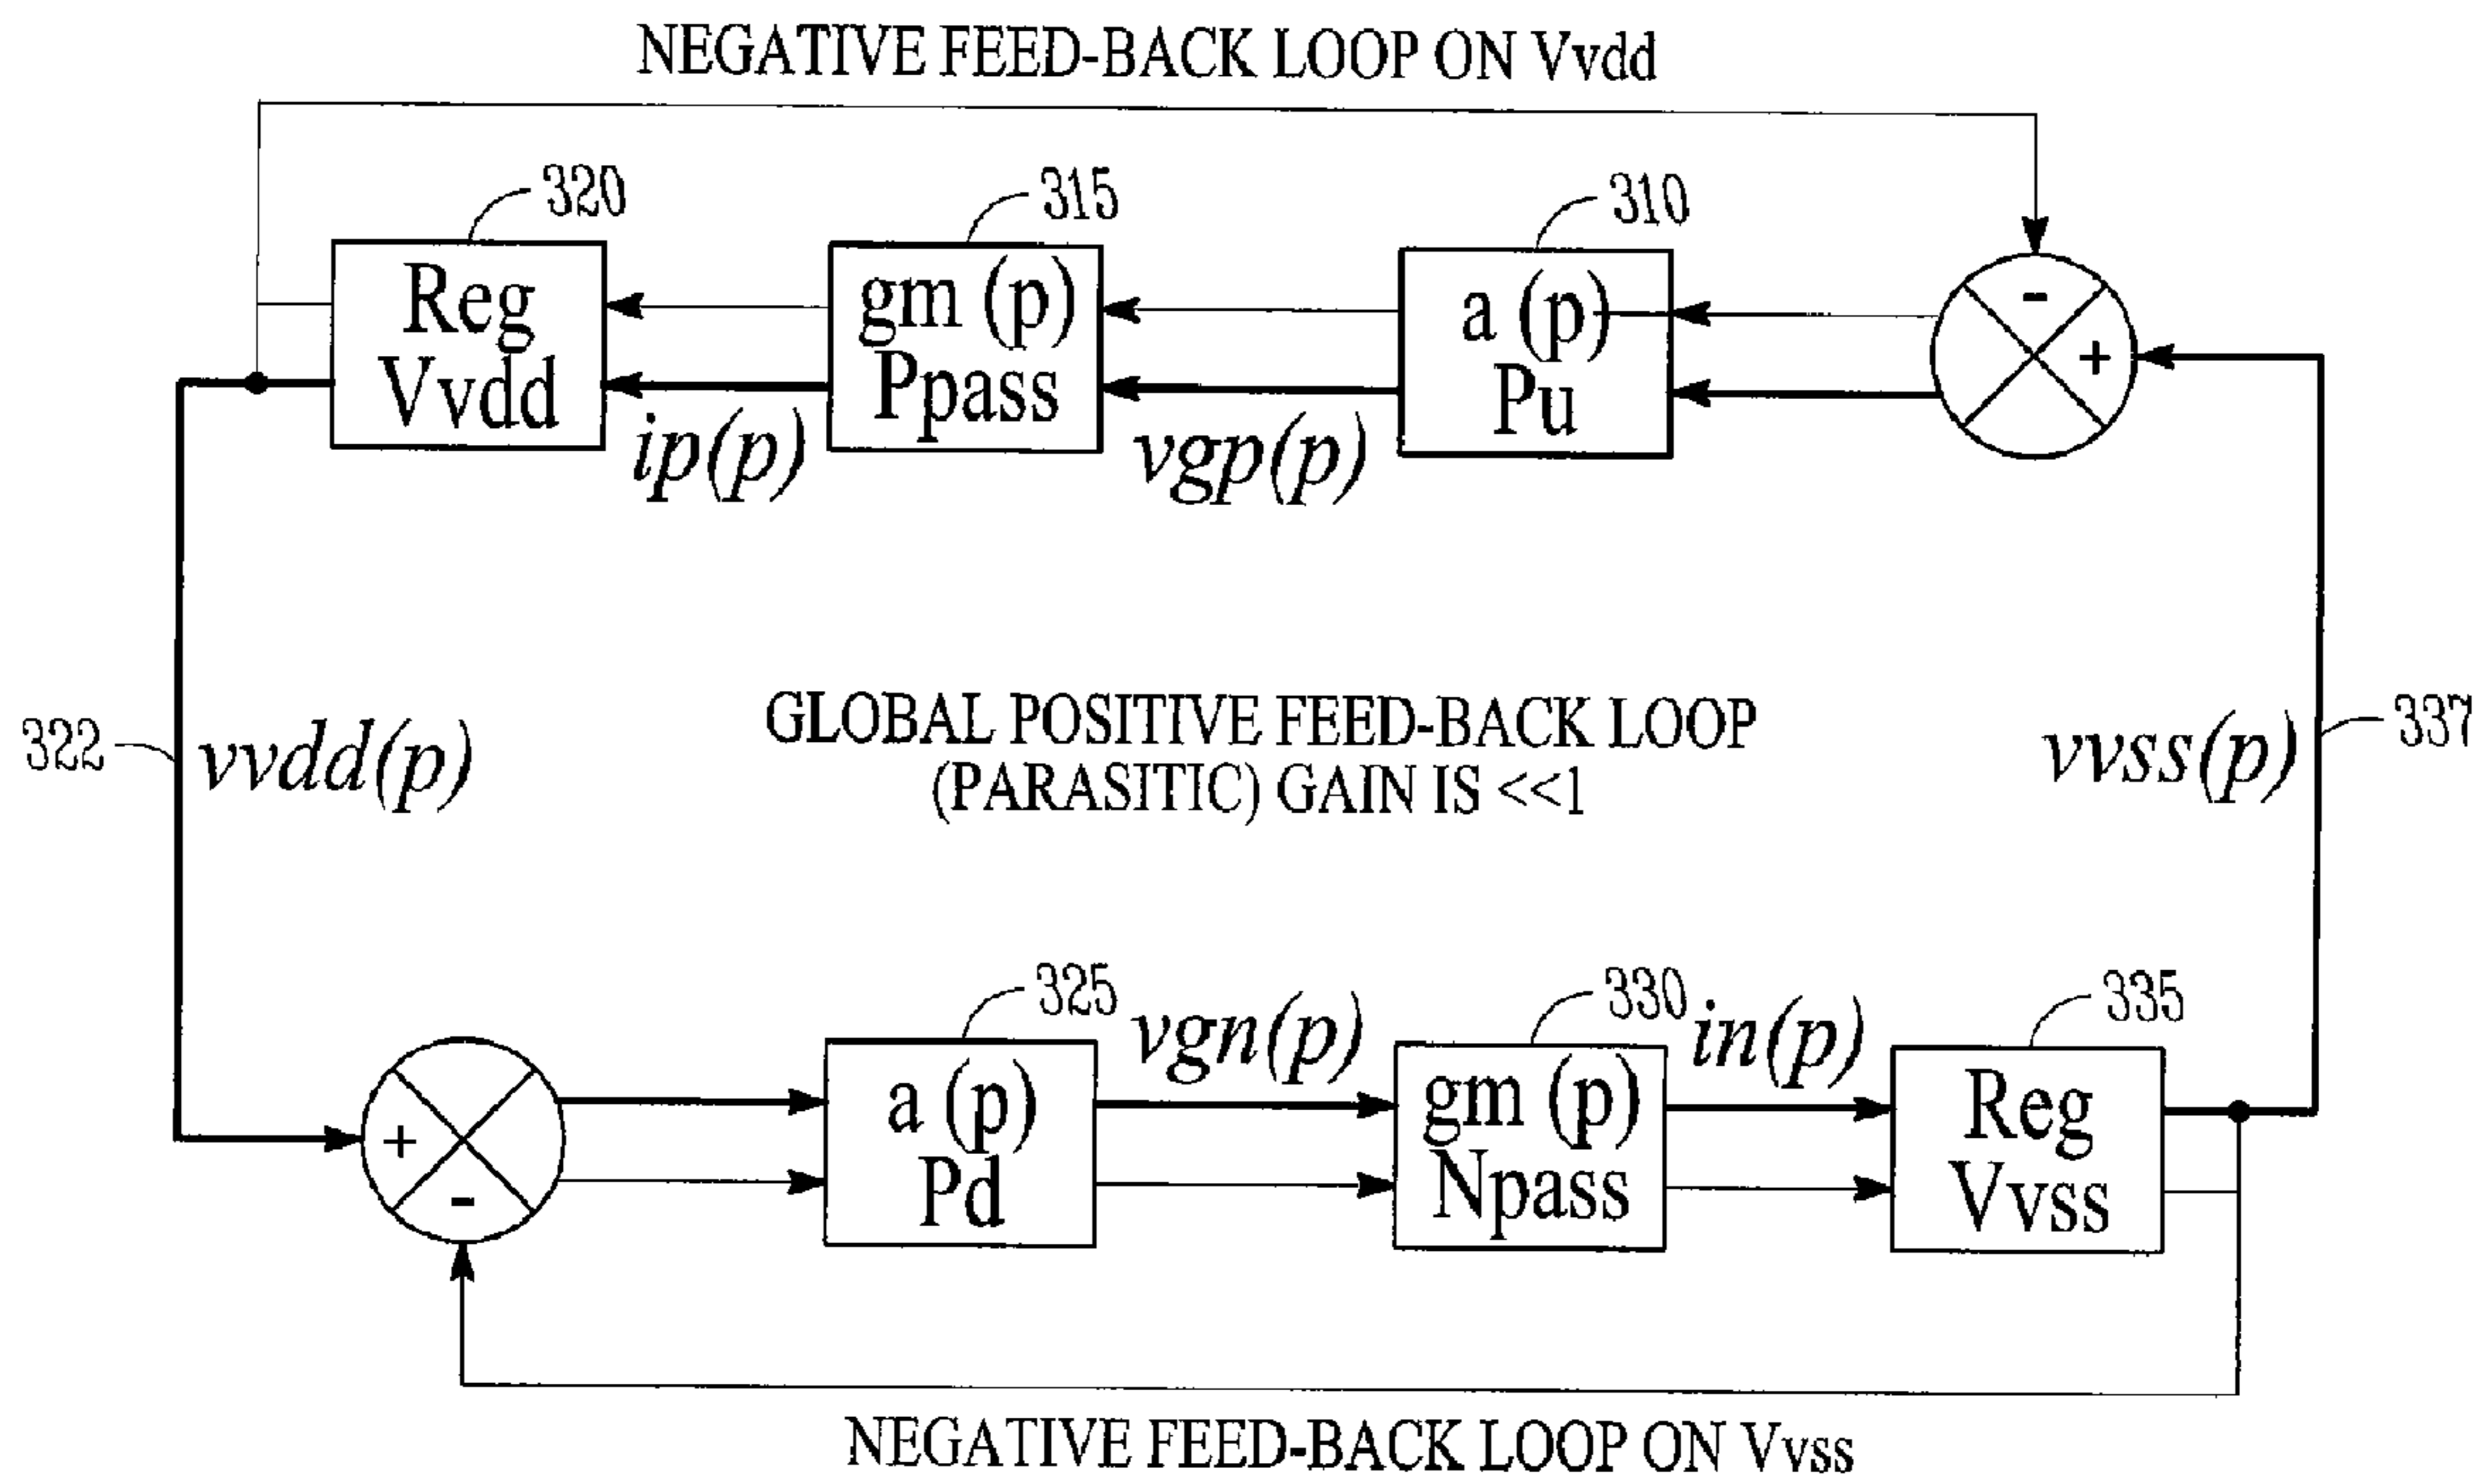 NEGATIVE FEED-BACK LOOP ON Vvdd
320
315
310
Reg
Vvdd
gm (p)
Ppass
a (p)
Pu
-
+
ip(p)
vgp(p)
322
vvdd(p)
GLOBAL POSITIVE FEED-BACK LOOP
(PARASITIC) GAIN IS <<1
vvss(p)
337
325
vgn(p)
330
in(p)
335
+
-
a (p)
Pd
gm (p)
Npass
Reg
Vvss
NEGATIVE FEED-BACK LOOP ON Vvss